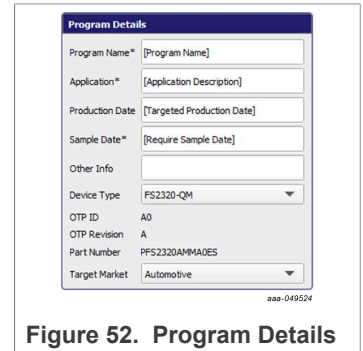 Program Details
Program Name* [Program Name]
Application* [Application Description]
Production Date [Targeted Production Date]
Sample Date* [Require Sample Date]
Other Info
Device Type FS2320-QM
OTP ID A0
OTP Revision A
Part Number PFS2320AMMA0ES
Target Market Automotive
aaa-049524
Figure 52. Program Details